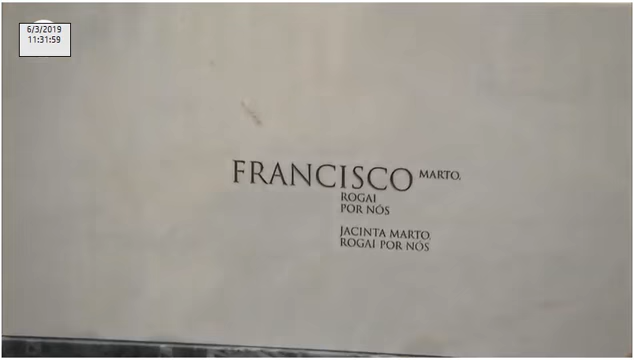 6/3/2019
11:31:59
FRANCISCO MARTO,
ROGAI
POR NÓS
JACINTA MARTO,
ROGAI POR NÓS